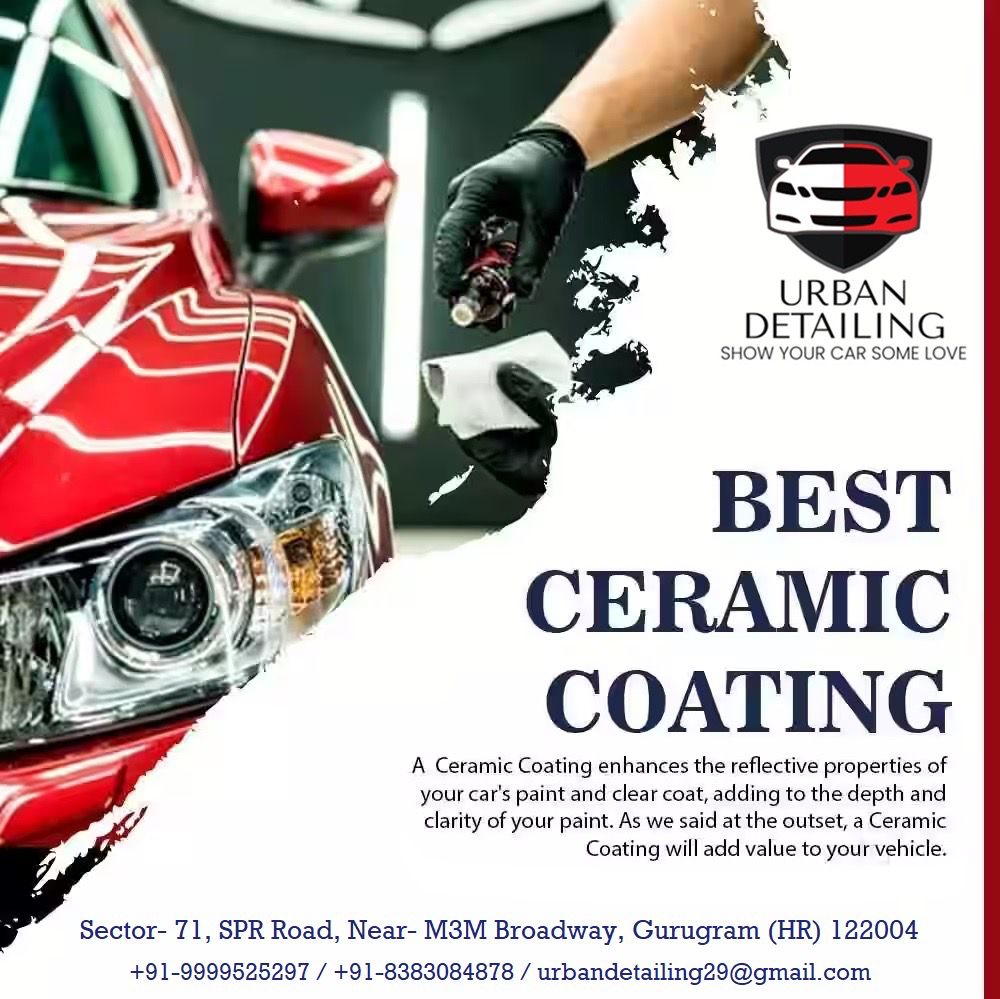 URBAN
DETAILING
SHOW YOUR CAR SOME LOVE
BEST
CERAMIC
COATING
A Ceramic Coating enhances the reflective properties of
your car's paint and clear coat, adding to the depth and
clarity of your paint. As we said at the outset, a Ceramic
Coating will add value to your vehicle.
Sector- 71, SPR Road, Near- M3M Broadway, Gurugram (HR) 122004
+91-9999525297 / +91-8383084878 / urbandetailing29@gmail.com